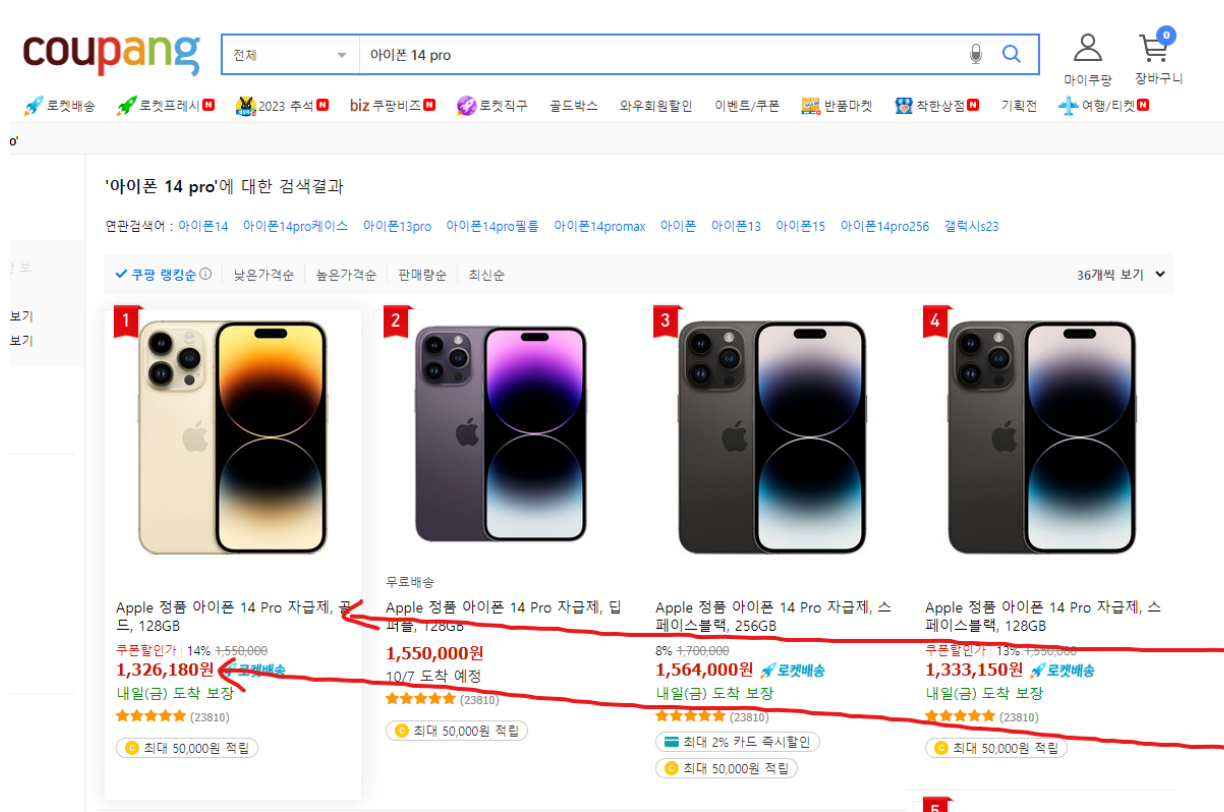 coupang
전체
아이폰 14 pro
0
마이쿠팡
장바구니
로켓배송
로켓프레시 N
2023 추석 N
biz 쿠팡비즈 N
로켓직구
골드박스
와우회원할인
이벤트/쿠폰
반품마켓
착한상점 N
기획전
여행/티켓 N
o'
'아이폰 14 pro'에 대한 검색결과
연관검색어 : 아이폰14 아이폰14pro케이스 아이폰13pro 아이폰14pro필름 아이폰14promax 아이폰 아이폰13 아이폰15 아이폰14pro256 갤럭시s23
보
쿠팡 랭킹순
낮은가격순
높은가격순
판매량순
최신순
36개씩 보기
보기
보기
1
Apple 정품 아이폰 14 Pro 자급제, 골
드, 128GB
쿠폰할인가 14% 1,550,000
1,326,180원 로켓배송
내일(금) 도착 보장
(23810)
최대 50,000원 적립
2
무료배송
Apple 정품 아이폰 14 Pro 자급제, 딥
퍼플, 128GB
1,550,000원
10/7 도착 예정
(23810)
최대 50,000원 적립
3
Apple 정품 아이폰 14 Pro 자급제, 스
페이스블랙, 256GB
8% 1,700,000
1,564,000원 로켓배송
내일(금) 도착 보장
(23810)
최대 2% 카드 즉시할인
최대 50,000원 적립
4
Apple 정품 아이폰 14 Pro 자급제, 스
페이스블랙, 128GB
쿠폰할인가 13% 1,550,000
1,333,150원 로켓배송
내일(금) 도착 보장
(23810)
최대 50,000원 적립
5